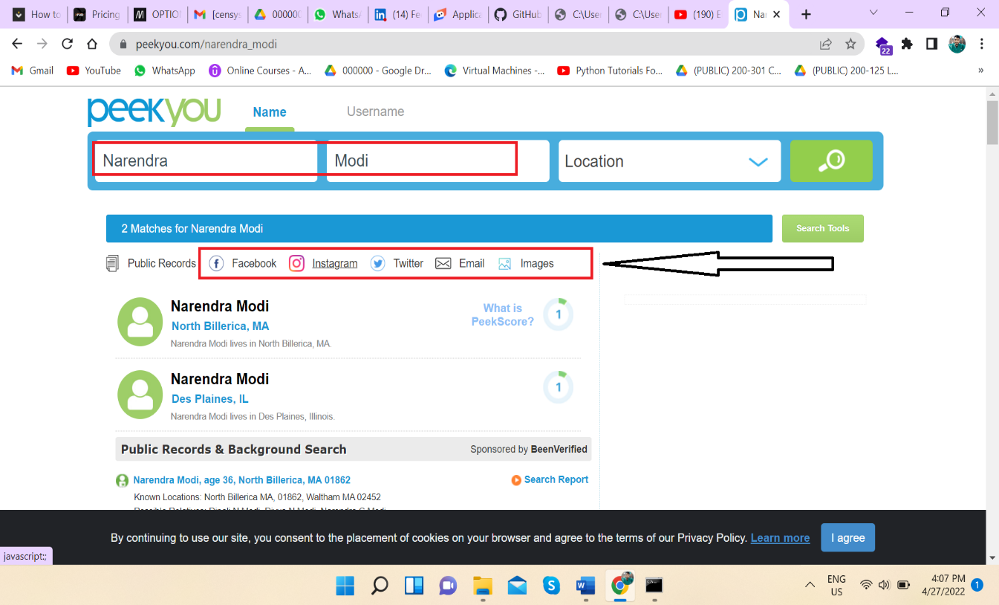 How to
Pricing
OPTIO
[censys
00000
WhatsA
(14) Fe
Applica
GitHub
C:\User
C:\User
(190) E
Nar
peekyou.com/narendra_modi
22
Gmail
YouTube
WhatsApp
Online Courses - A...
000000 - Google Dr...
Virtual Machines -...
Python Tutorials Fo...
(PUBLIC) 200-301 C...
(PUBLIC) 200-125 L...
»
peekyou
Name
Username
Narendra
Modi
Location
2 Matches for Narendra Modi
Search Tools
Public Records
Facebook
Instagram
Twitter
Email
Images
Narendra Modi
North Billerica, MA
Narendra Modi lives in North Billerica, MA.
What is
PeekScore?
1
Narendra Modi
Des Plaines, IL
Narendra Modi lives in Des Plaines, Illinois.
1
Public Records & Background Search
Sponsored by BeenVerified
Narendra Modi, age 36, North Billerica, MA 01862
Search Report
Known Locations: North Billerica MA, 01862, Waltham MA 02452
By continuing to use our site, you consent to the placement of cookies on your browser and agree to the terms of our Privacy Policy. Learn more
I agree
javascript:;
ENG
US
4:07 PM
4/27/2022
1